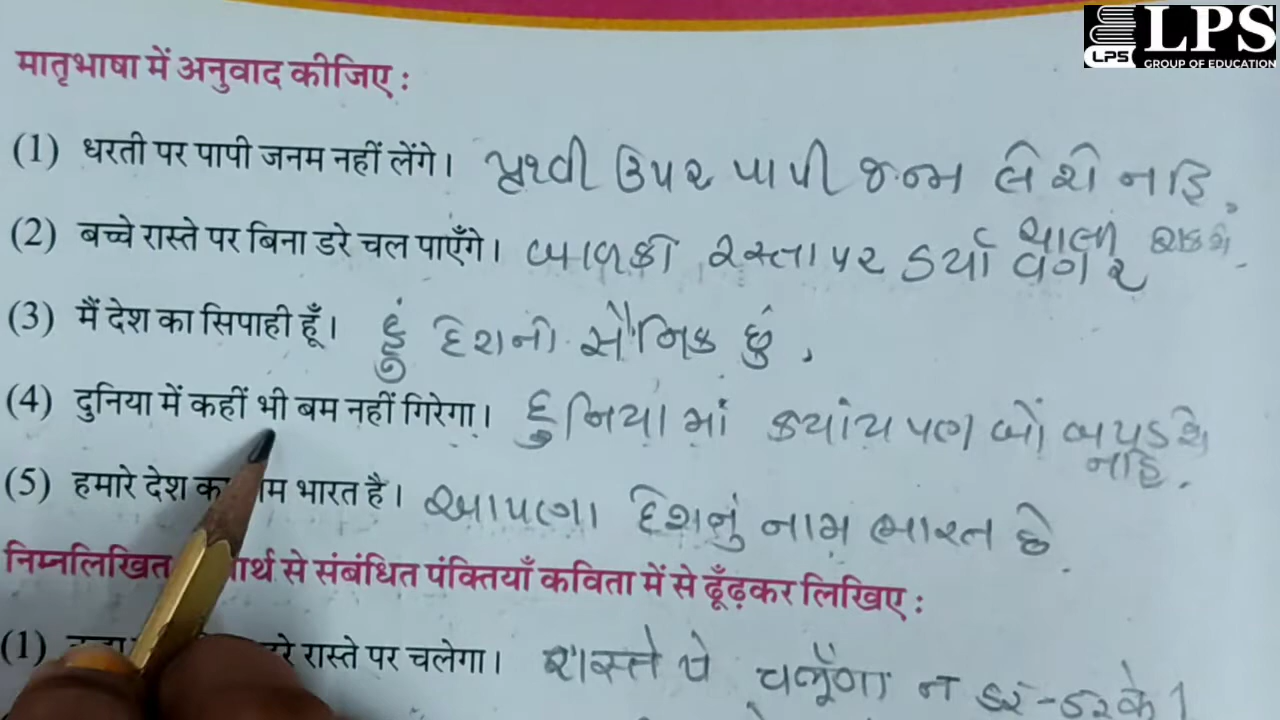 LPS
LPS
GROUP OF EDUCATION
मातृभाषा में अनुवाद कीजिए :
(1) धरती पर पापी जनम नहीं लेंगे। પૃથ્વી ઉપર પાપી જન્મ લેશે નહિ.
(2) बच्चे रास्ते पर बिना डरे चल पाएँगे। બાળકો રસ્તા પર ડર્યા વગર ચાલી શકશે.
(3) मैं देश का सिपाही हूँ। હું દેશનો સૈનિક છું.
(4) दुनिया में कहीं भी बम नहीं गिरेगा। દુનિયામાં ક્યાંય પણ બોંબ પડશે નહિ.
(5) हमारे देश का नाम भारत है। આપણા દેશનું નામ ભારત છે
निम्नलिखित से संबंधित पंक्तियाँ कविता में से ढूँढ़कर लिखिए :
(1) रास्ते पर चलेगा। रास्ते पे चलूँगा न डर-डरके।